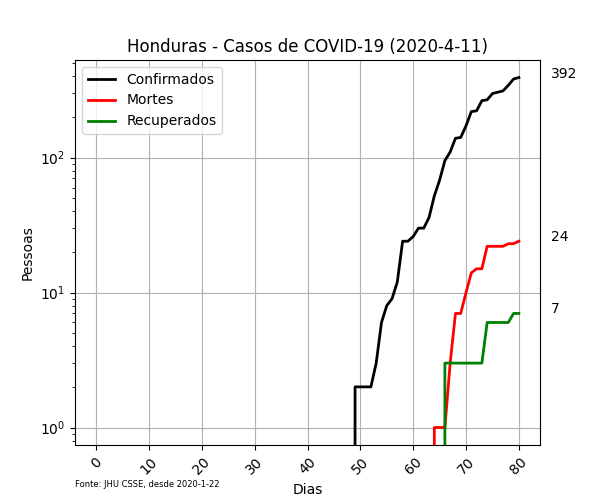 Honduras - Casos de COVID-19 (2020-4-11)
Confirmados
Mortes
Recuperados
392
24
7
10²
10¹
10⁰
Pessoas
0 10 20 30 40 50 60 70 80
Dias
Fonte: JHU CSSE, desde 2020-1-22